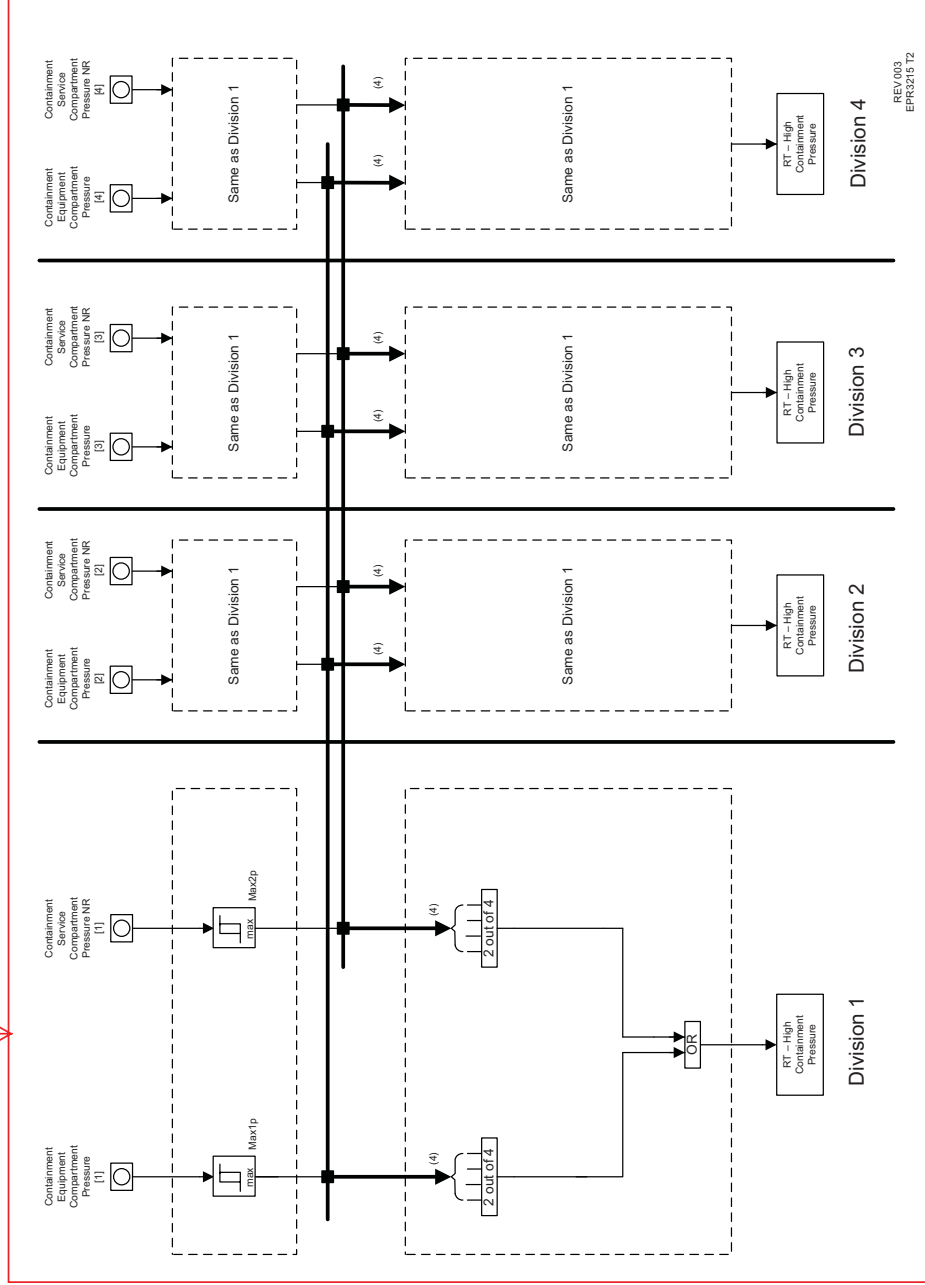 Containment
Equipment
Compartment
Pressure
[1]
Containment
Service
Compartment
Pressure NR
[1]
Containment
Equipment
Compartment
Pressure
[2]
Containment
Service
Compartment
Pressure NR
[2]
Containment
Equipment
Compartment
Pressure
[3]
Containment
Service
Compartment
Pressure NR
[3]
Containment
Equipment
Compartment
Pressure
[4]
Containment
Service
Compartment
Pressure NR
[4]
max
Max1p
max
Max2p
Same as Division 1
Same as Division 1
Same as Division 1
(4)
(4)
(4)
(4)
(4)
(4)
(4)
(4)
2 out of 4
2 out of 4
OR
Same as Division 1
Same as Division 1
Same as Division 1
RT – High
Containment
Pressure
RT – High
Containment
Pressure
RT – High
Containment
Pressure
RT – High
Containment
Pressure
Division 1
Division 2
Division 3
Division 4
REV 003
EPR3215 T2